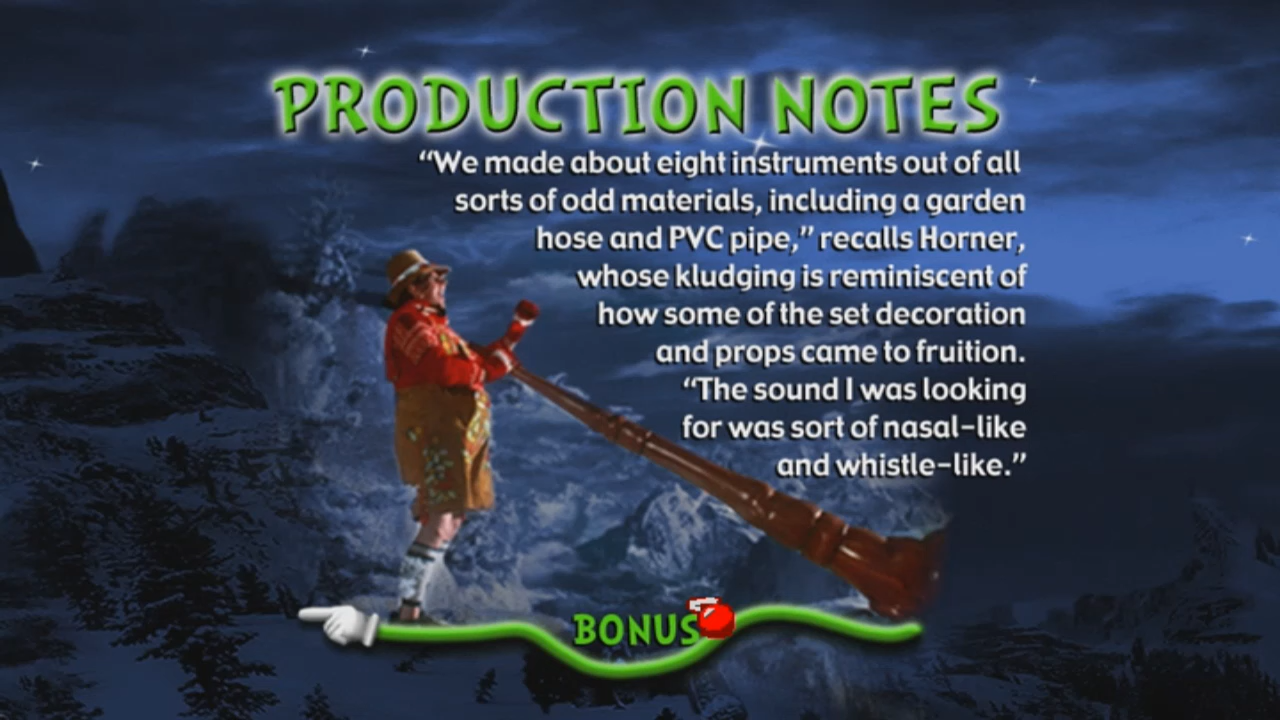 PRODUCTION NOTES
“We made about eight instruments out of all
sorts of odd materials, including a garden
hose and PVC pipe,” recalls Horner,
whose kludging is reminiscent of
how some of the set decoration
and props came to fruition.
“The sound I was looking
for was sort of nasal-like
and whistle-like.”
BONUS